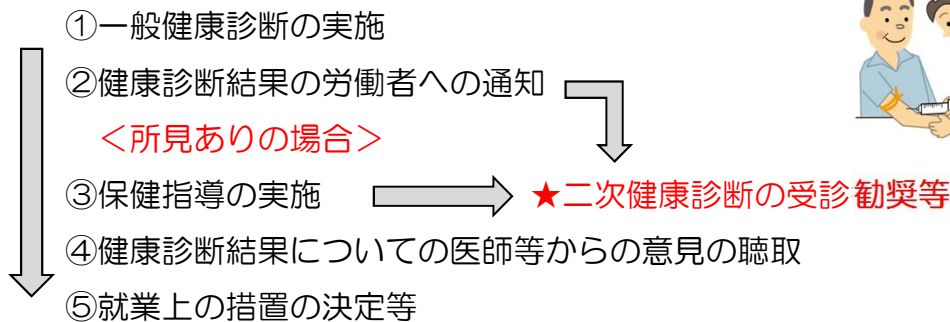 ①一般健康診断の実施
②健康診断結果の労働者への通知
＜所見ありの場合＞
③保健指導の実施 ★二次健康診断の受診勧奨等
④健康診断結果についての医師等からの意見の聴取
⑤就業上の措置の決定等